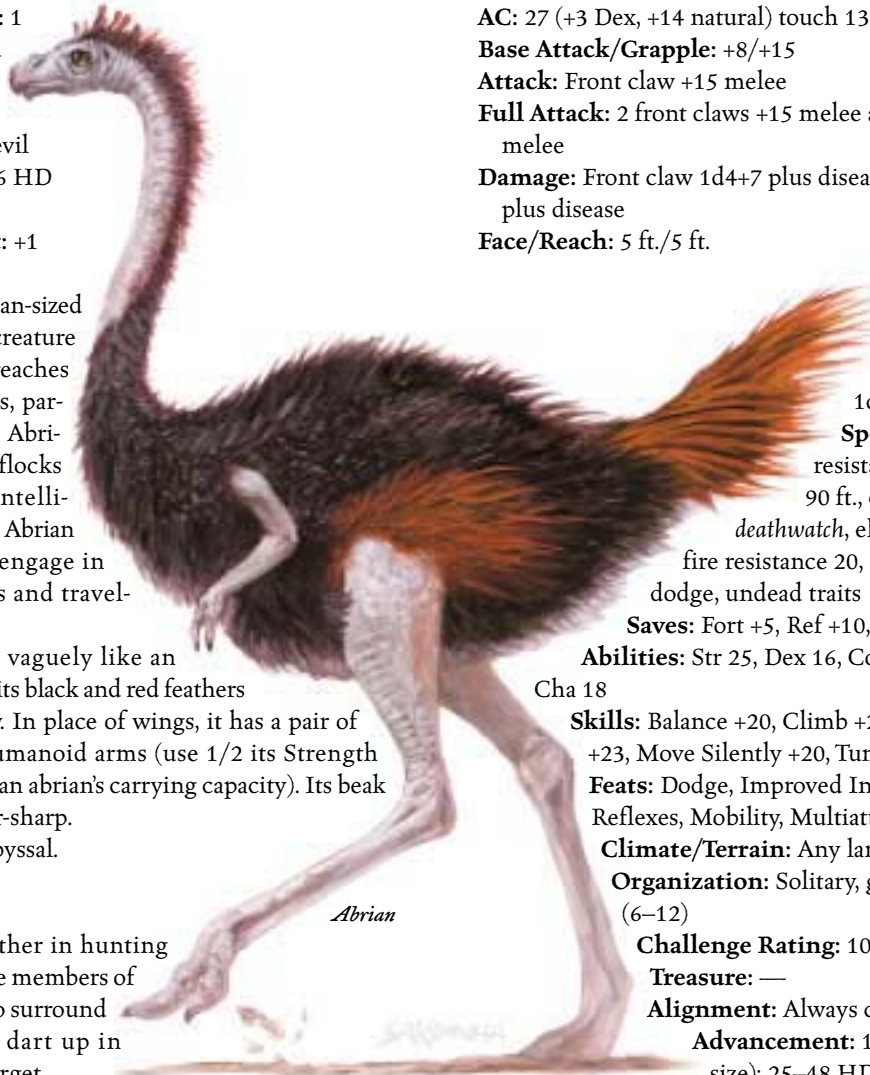 : 1
evil
6 HD
t: +1
an-sized
creature
reaches
s, par-
Abri-
flocks
ntelli-
Abrian
engage in
s and travel-
vaguely like an
its black and red feathers
y. In place of wings, it has a pair of
umanoid arms (use 1/2 its Strength
an abrian's carrying capacity). Its beak
r-sharp.
byssal.
ther in hunting
e members of
o surround
dart up in
rget
Abrian
AC: 27 (+3 Dex, +14 natural) touch 13
Base Attack/Grapple: +8/+15
Attack: Front claw +15 melee
Full Attack: 2 front claws +15 melee a
melee
Damage: Front claw 1d4+7 plus disea
plus disease
Face/Reach: 5 ft./5 ft.
1d
Spe
resista
90 ft.,
deathwatch, el
fire resistance 20,
dodge, undead traits
Saves: Fort +5, Ref +10,
Abilities: Str 25, Dex 16, Co
Cha 18
Skills: Balance +20, Climb +2
+23, Move Silently +20, Tum
Feats: Dodge, Improved In
Reflexes, Mobility, Multiatt
Climate/Terrain: Any lan
Organization: Solitary, g
(6–12)
Challenge Rating: 10
Treasure: —
Alignment: Always c
Advancement: 1
size); 25–48 HD